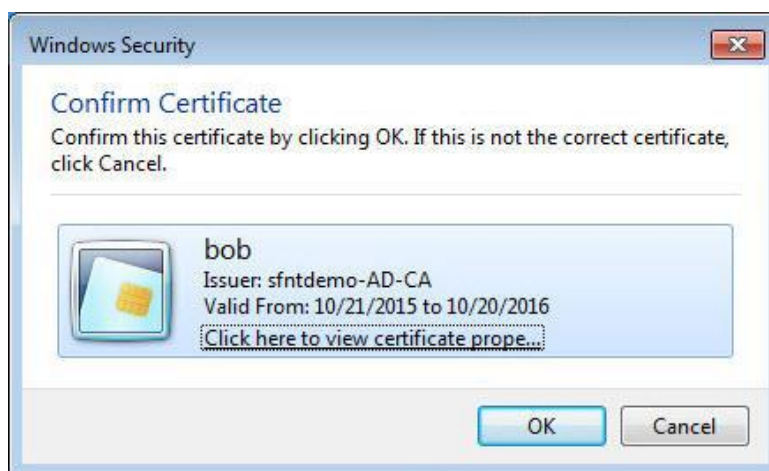 Windows Security
Confirm Certificate
Confirm this certificate by clicking OK. If this is not the correct certificate,
click Cancel.
bob
Issuer: sfntdemo-AD-CA
Valid From: 10/21/2015 to 10/20/2016
Click here to view certificate prope...
OK
Cancel